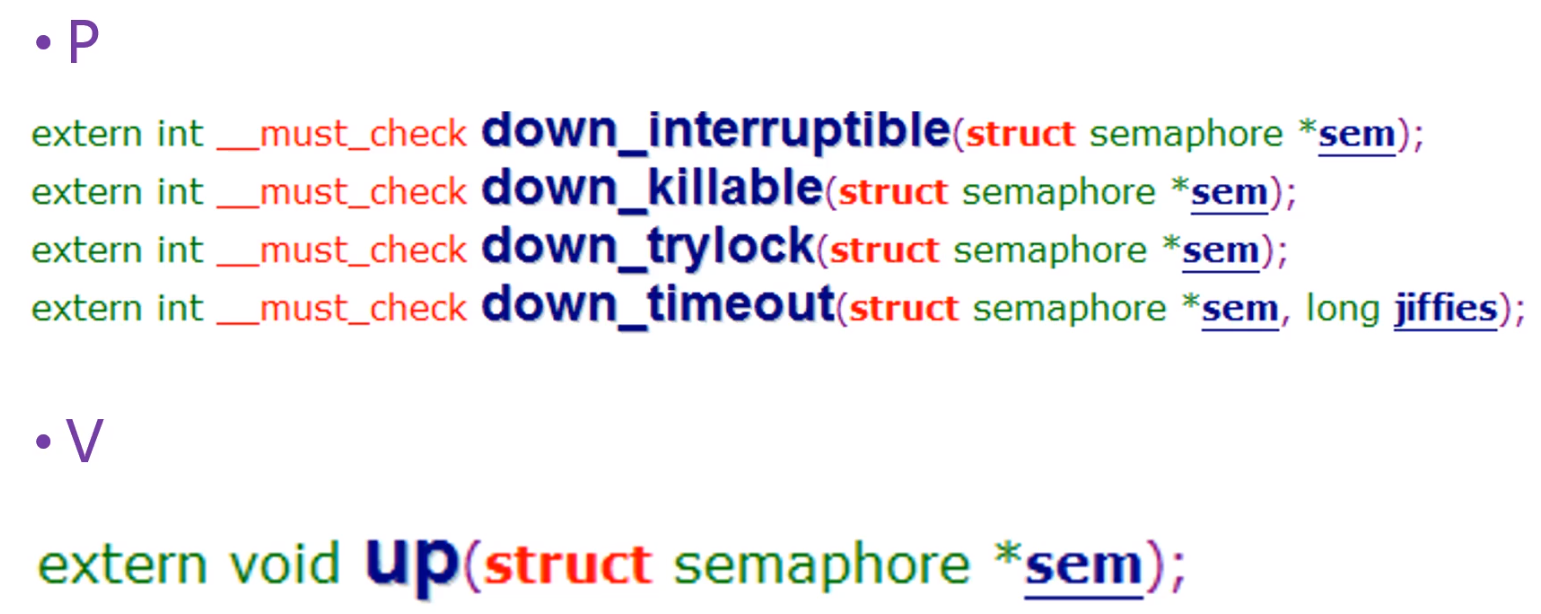 • P
extern int __must_check down_interruptible(struct semaphore *sem);
extern int __must_check down_killable(struct semaphore *sem);
extern int __must_check down_trylock(struct semaphore *sem);
extern int __must_check down_timeout(struct semaphore *sem, long jiffies);
• V
extern void up(struct semaphore *sem);